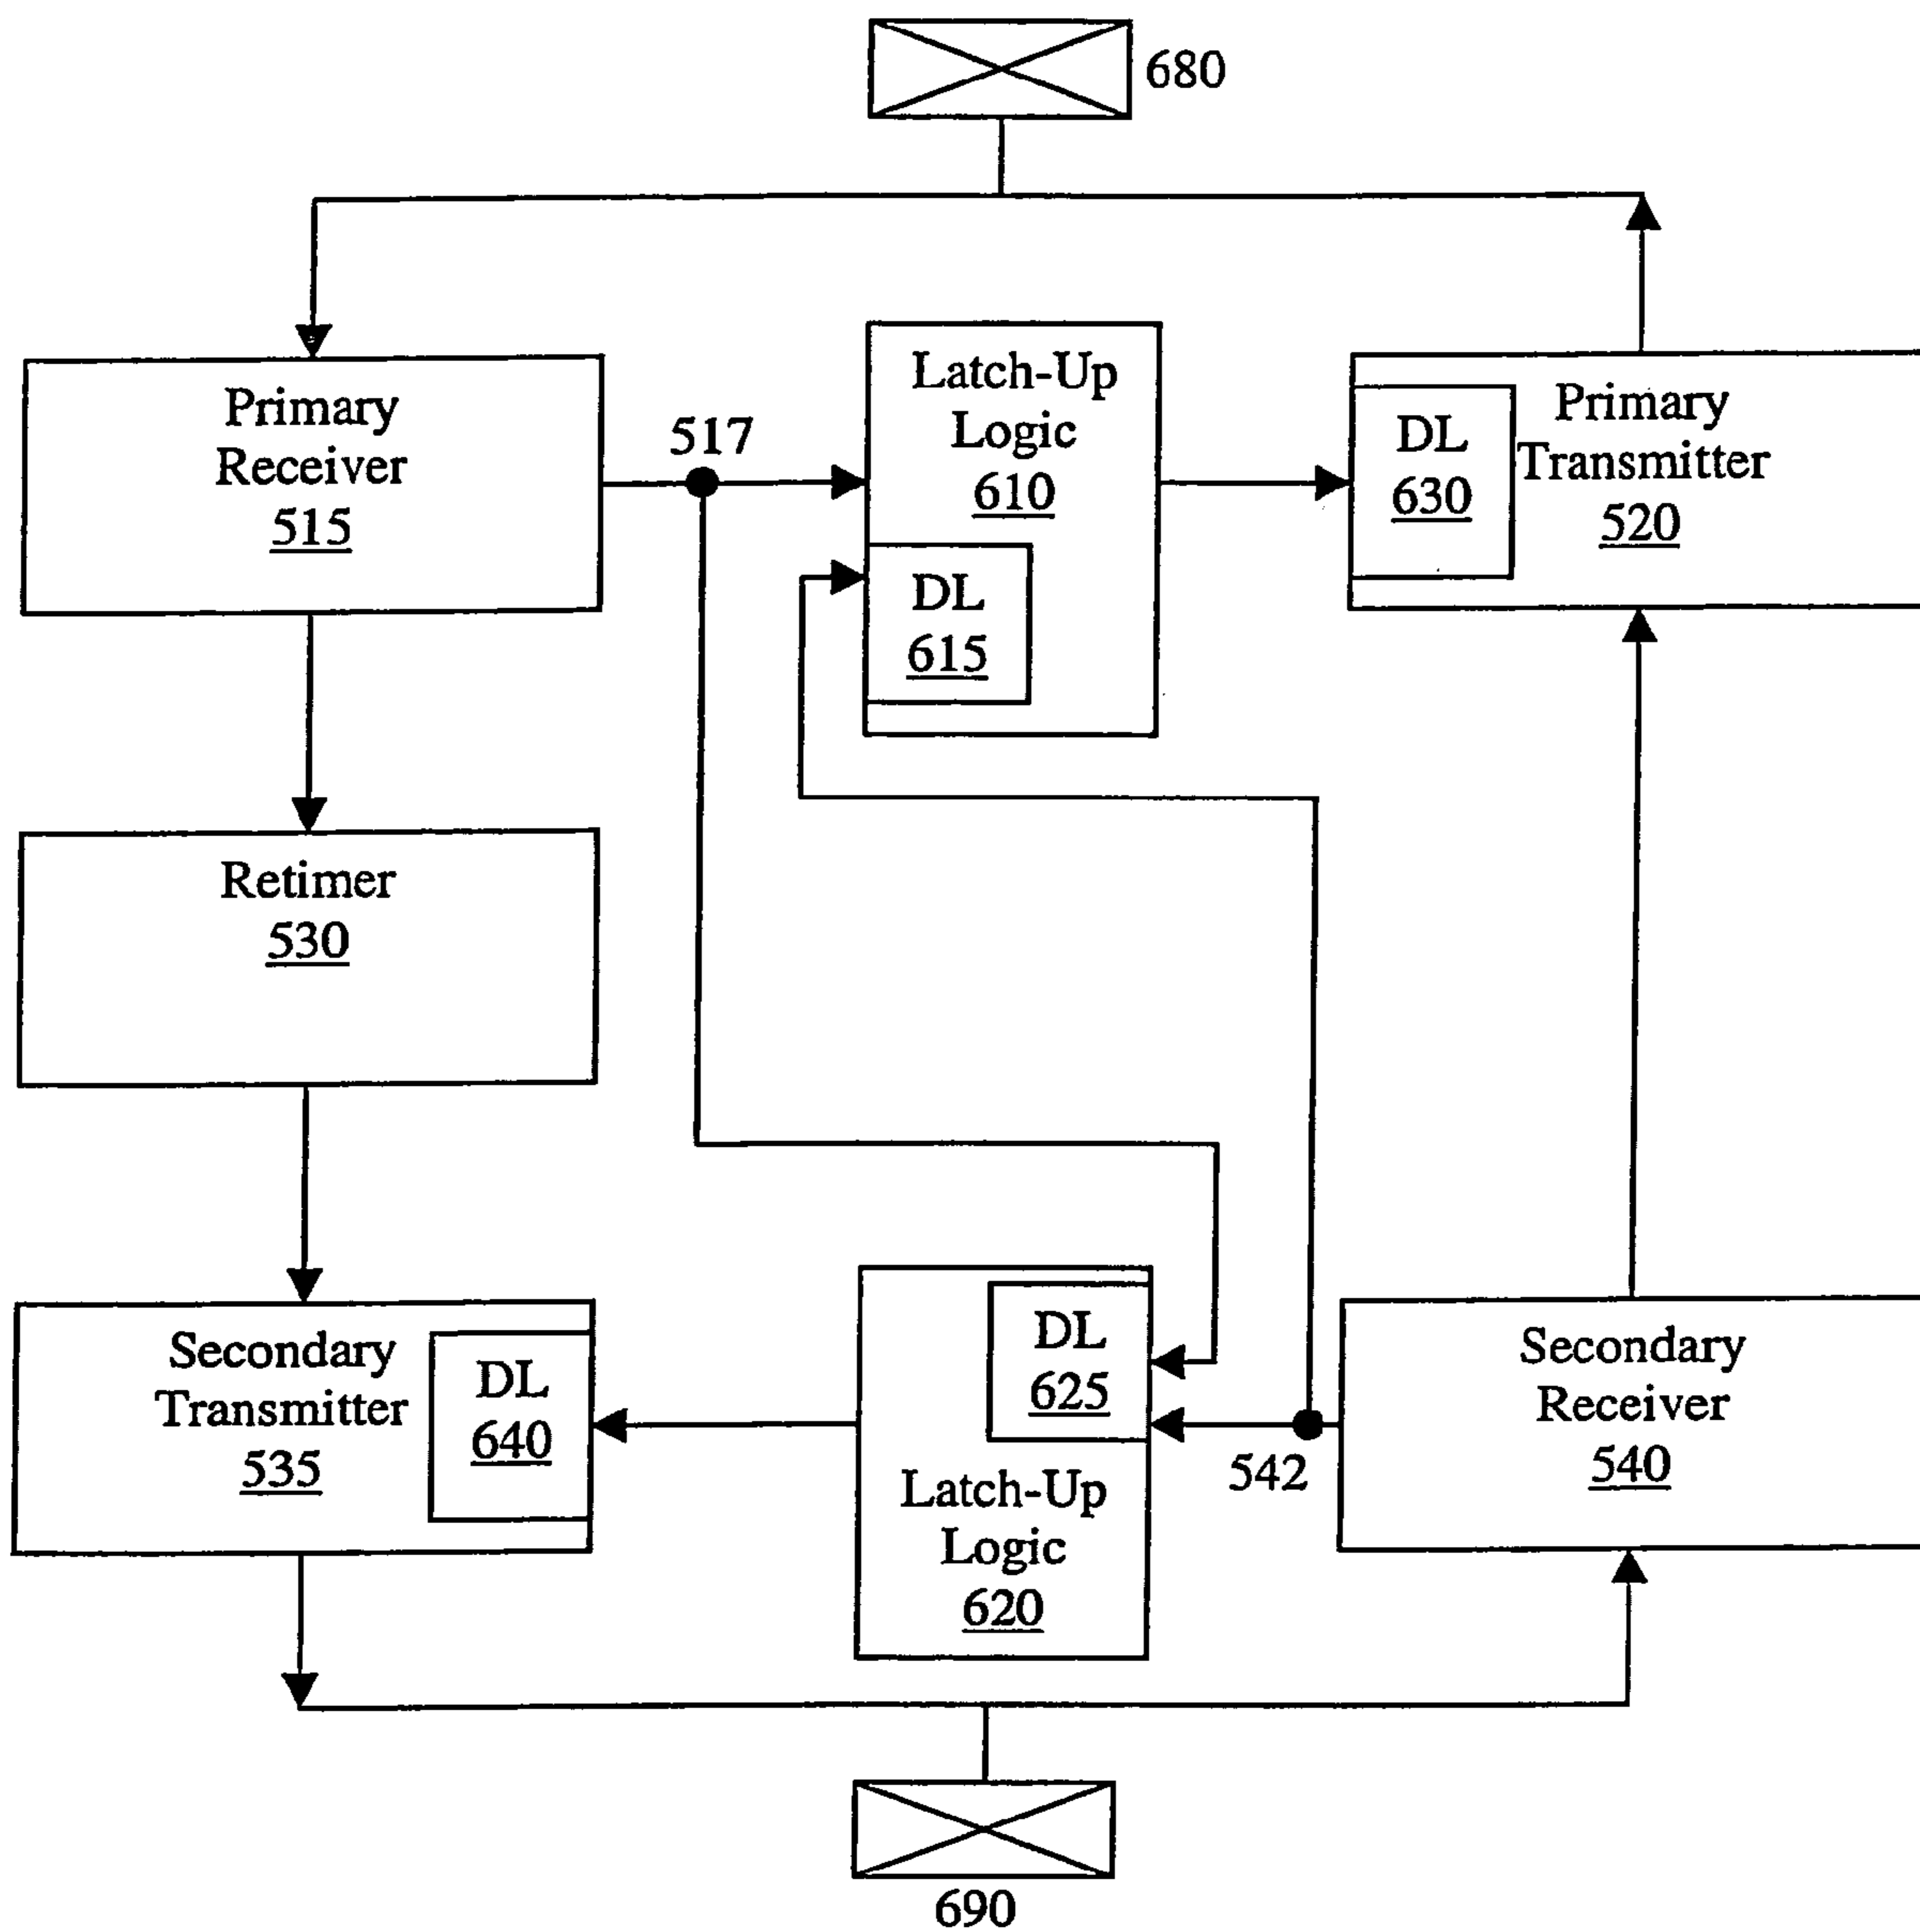 680
Primary
Receiver
515
517
Latch-Up
Logic
610
DL
615
DL
630
Primary
Transmitter
520
Retimer
530
Secondary
Transmitter
535
DL
640
DL
625
Latch-Up
Logic
620
542
Secondary
Receiver
540
690